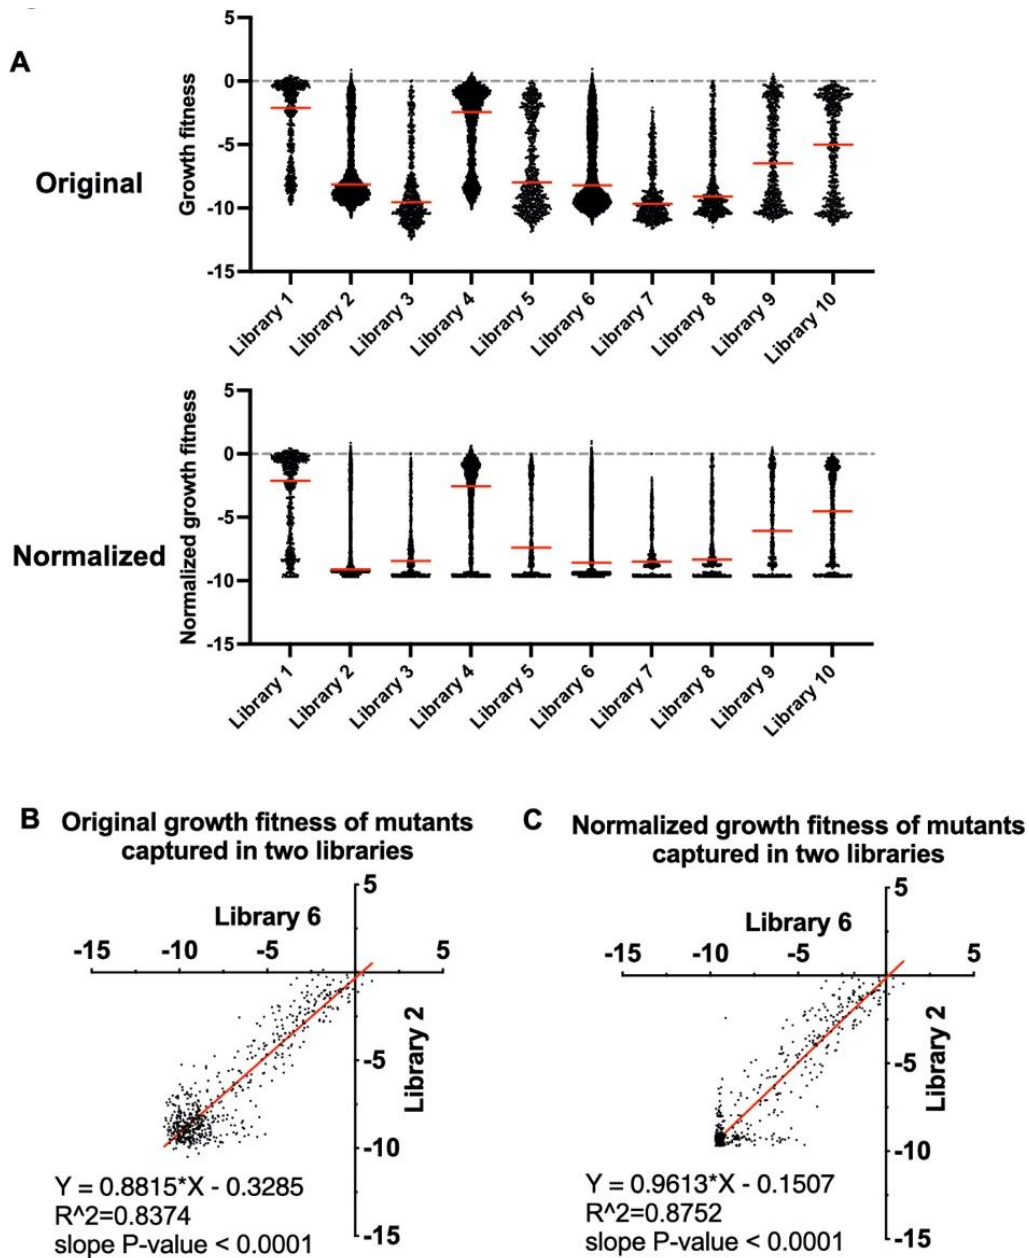 A
Original
Growth fitness
5
0
-5
-10
-15
Library 1
Library 2
Library 3
Library 4
Library 5
Library 6
Library 7
Library 8
Library 9
Library 10
Normalized
Normalized growth fitness
5
0
-5
-10
-15
Library 1
Library 2
Library 3
Library 4
Library 5
Library 6
Library 7
Library 8
Library 9
Library 10
B Original growth fitness of mutants
captured in two libraries
Library 6
-15 -10 -5 5
5
-5
-10
-15
Library 2
Y = 0.8815*X - 0.3285
R^2=0.8374
slope P-value < 0.0001
C Normalized growth fitness of mutants
captured in two libraries
Library 6
-15 -10 -5 5
5
-5
-10
-15
Library 2
Y = 0.9613*X - 0.1507
R^2=0.8752
slope P-value < 0.0001